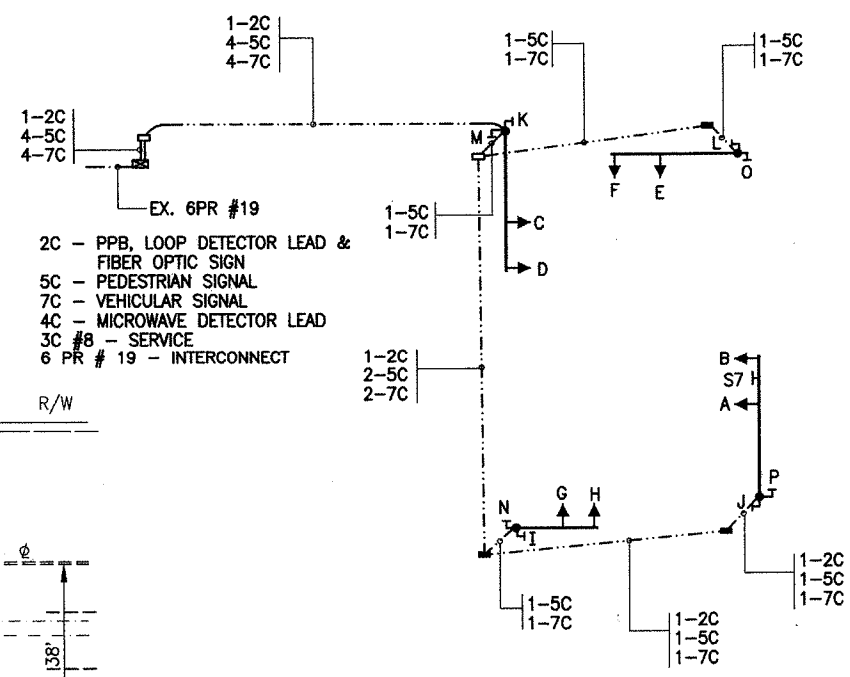 1-2C
4-5C
4-7C
1-5C
1-7C
1-5C
1-7C
1-2C
4-5C
4-7C
K
M
L
O
F
E
EX. 6PR #19
1-5C
1-7C
C
D
2C - PPB, LOOP DETECTOR LEAD &
FIBER OPTIC SIGN
5C - PEDESTRIAN SIGNAL
7C - VEHICULAR SIGNAL
4C - MICROWAVE DETECTOR LEAD
3C #8 - SERVICE
6 PR # 19 - INTERCONNECT
1-2C
2-5C
2-7C
B
S7
A
R/W
P
J
N
G
H
I
1-2C
1-5C
1-7C
1-5C
1-7C
1-2C
1-5C
1-7C
38'